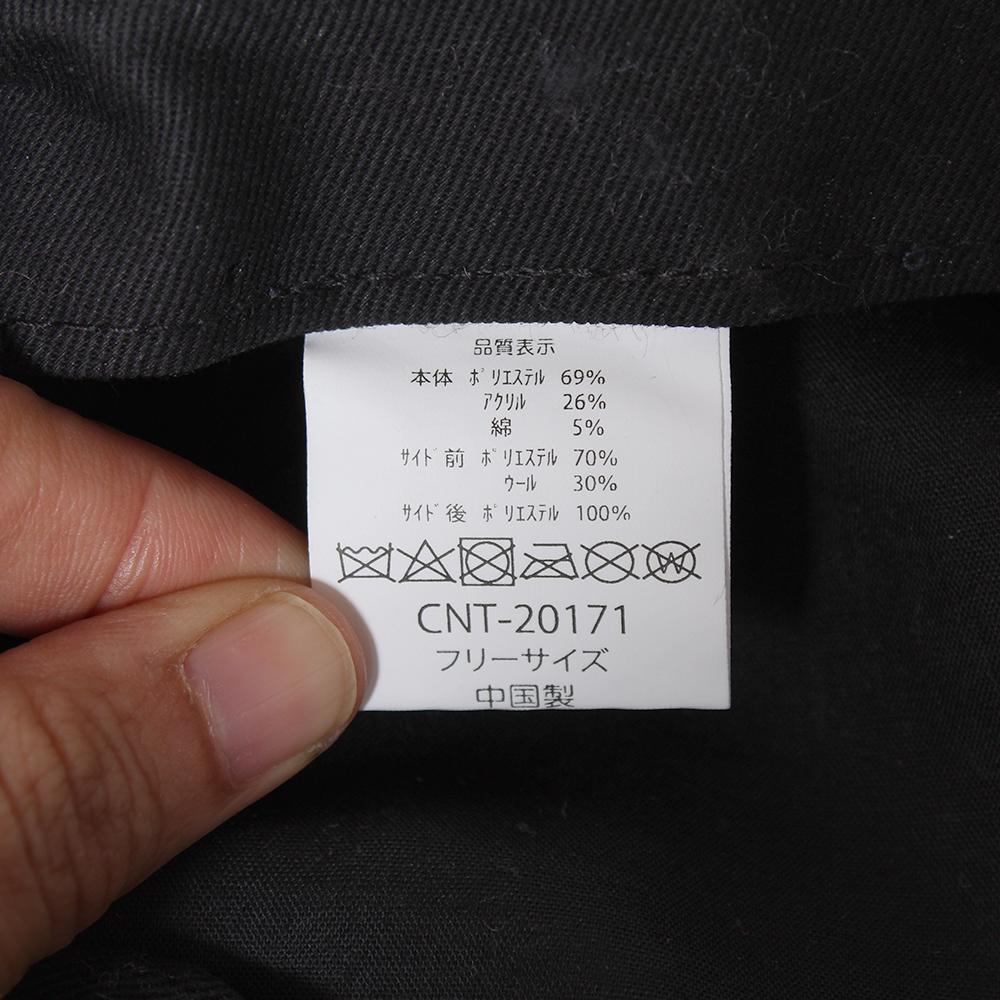 品質表示
本体 ﾎﾟﾘｴｽﾃﾙ 69%
ｱｸﾘﾙ 26%
綿 5%
ｻｲﾄﾞ前 ﾎﾟﾘｴｽﾃﾙ 70%
ｳｰﾙ 30%
ｻｲﾄﾞ後 ﾎﾟﾘｴｽﾃﾙ 100%
W
CNT-20171
フリーサイズ
中国製